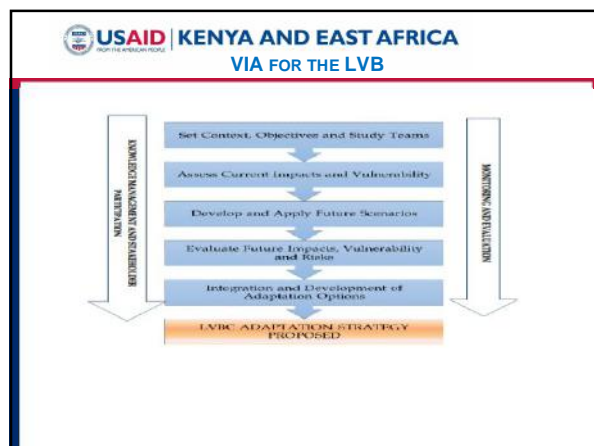 USAID | KENYA AND EAST AFRICA
FROM THE AMERICAN PEOPLE
VIA FOR THE LVB
KNOWLEDGE MANAGEMENT AND STAKEHOLDER
PARTICIPATION
Set Context, Objectives and Study Teams
Assess Current Impacts and Vulnerability
Develop and Apply Future Scenarios
Evaluate Future Impacts, Vulnerability
and Risks
Integration and Development of
Adaptation Options
LVBC ADAPTATION STRATEGY
PROPOSED
MONITORING AND EVALUATION